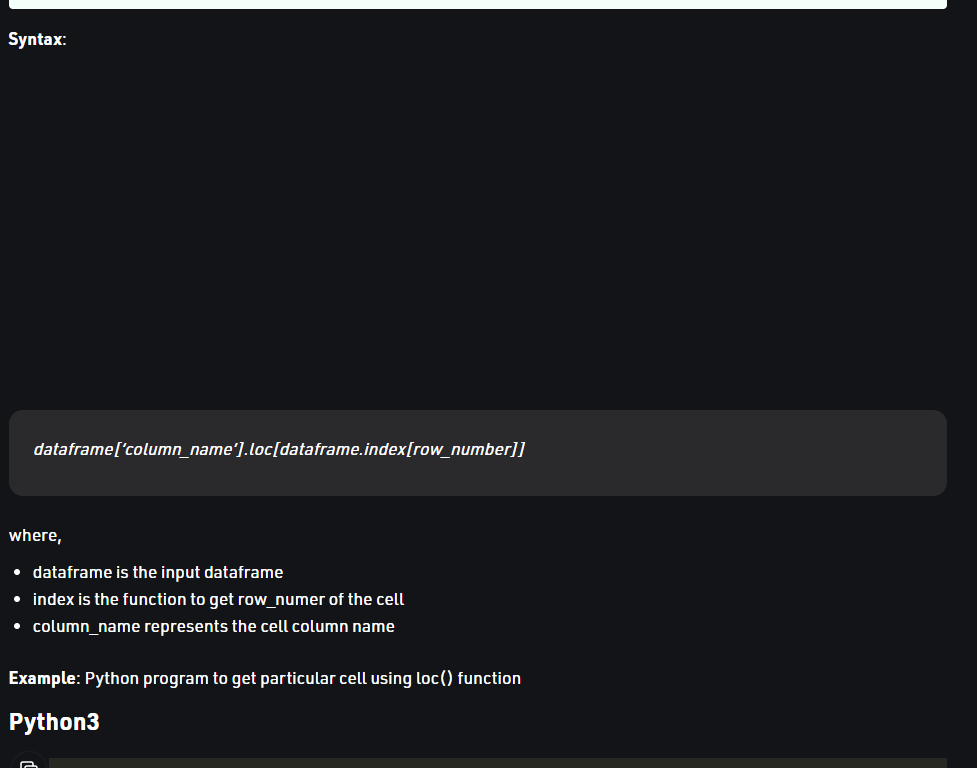 Syntax:
dataframe[‘column_name’].loc[dataframe.index[row_number]]
where,
dataframe is the input dataframe
index is the function to get row_numer of the cell
column_name represents the cell column name
Example: Python program to get particular cell using loc() function
Python3